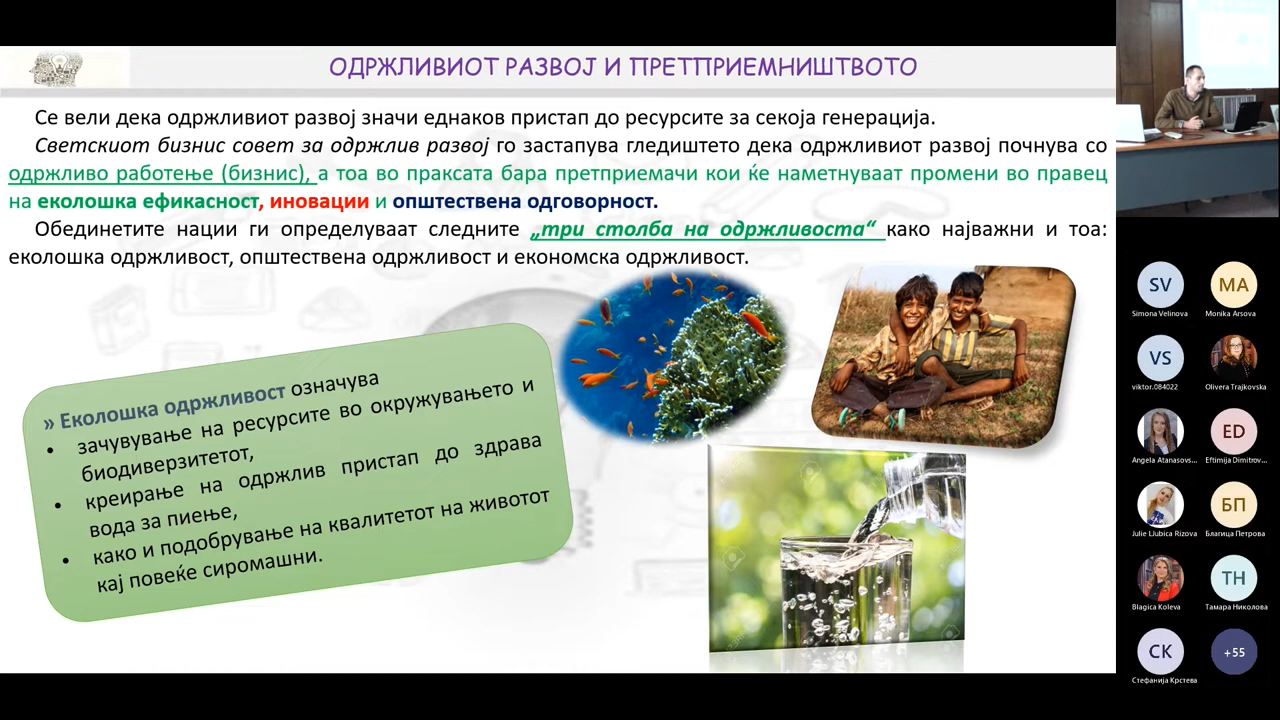 ОДРЖЛИВИОТ РАЗВОЈ И ПРЕТПРИЕМНИШТВОТО
Се вели дека одржливиот развој значи еднаков пристап до ресурсите за секоја генерација.
Светскиот бизнис совет за одржлив развој го застапува гледиштето дека одржливиот развој почнува со
одржливо работење (бизнис), а тоа во праксата бара претприемачи кои ќе наметнуваат промени во правец
на еколошка ефикасност, иновации и општествена одговорност.
Обединетите нации ги определуваат следните „три столба на одржливоста“ како најважни и тоа:
еколошка одржливост, општествена одржливост и економска одржливост.
» Еколошка одржливост означува
• зачувување на ресурсите во окружувањето и
биодиверзитетот,
• креирање на одржлив пристап до здрава
вода за пиење,
• како и подобрување на квалитетот на животот
кај повеќе сиромашни.
SV
Simona Velinova
MA
Monika Arsova
VS
viktor.084022
Olivera Trajkovska
Angela Atanasovs...
ED
Eftimija Dimitrov...
Julie LJubica Rizova
БП
Благица Петрова
Blagica Koleva
ТН
Тамара Николова
СК
Стефанија Крстева
+55